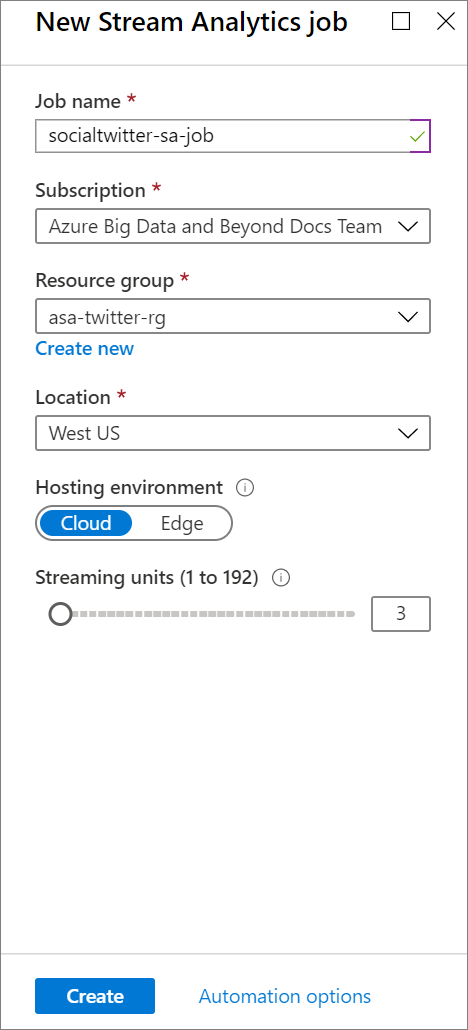 New Stream Analytics job
Job name *
socialtwitter-sa-job
Subscription *
Azure Big Data and Beyond Docs Team
Resource group *
asa-twitter-rg
Create new
Location *
West US
Hosting environment
Cloud Edge
Streaming units (1 to 192)
3
Create Automation options